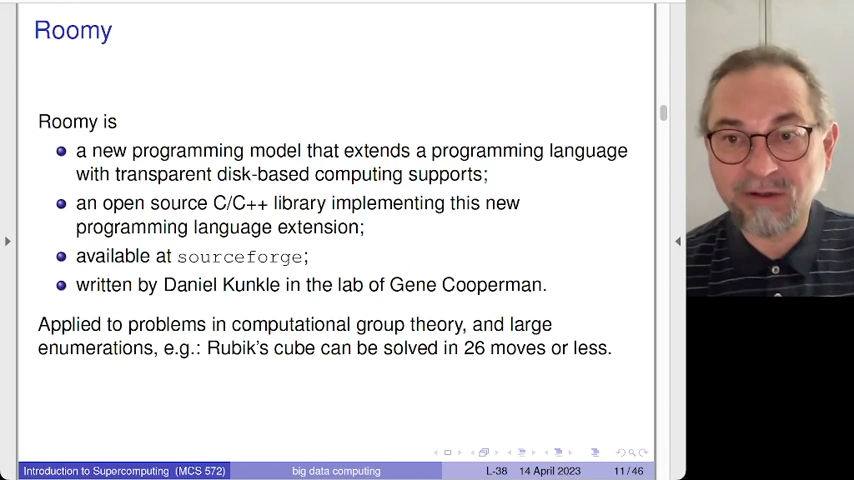 Roomy
Roomy is
a new programming model that extends a programming language
with transparent disk-based computing supports;
an open source C/C++ library implementing this new
programming language extension;
available at sourceforge;
written by Daniel Kunkle in the lab of Gene Cooperman.
Applied to problems in computational group theory, and large
enumerations, e.g.: Rubik's cube can be solved in 26 moves or less.
Introduction to Supercomputing (MCS 572) big data computing L-38 14 April 2023 11 / 46